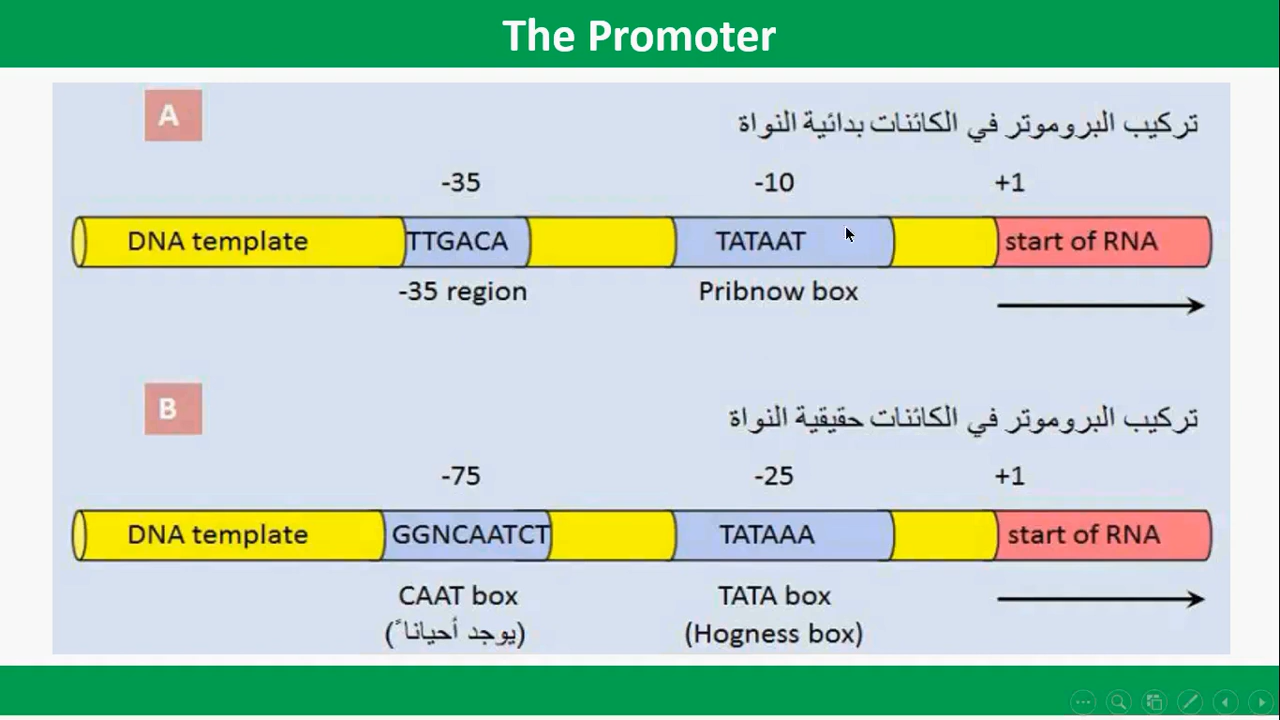 The Promoter
A
تركيب البروموتر في الكائنات بدائية النواة
-35 -10 +1
DNA template TTGACA TATAAT start of RNA
-35 region Pribnow box
B
تركيب البروموتر في الكائنات حقيقية النواة
-75 -25 +1
DNA template GGNCAATCT TATAAA start of RNA
CAAT box TATA box
(يوجد أحياناً) (Hogness box)